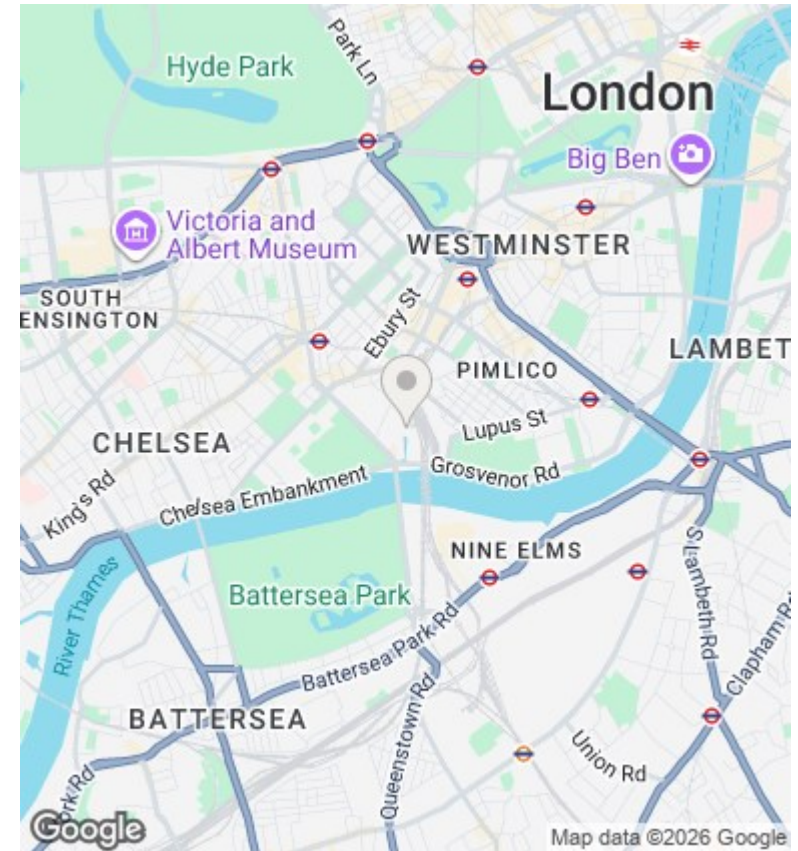 Park Ln
Hyde Park
London
Big Ben
Victoria and
Albert Museum
WESTMINSTER
SOUTH
ENSINGTON
Ebury St
LAMBET
PIMLICO
Lupus St
CHELSEA
Grosvenor Rd
King's Rd
Chelsea Embankment
NINE ELMS
S Lambeth Rd
Battersea Park
River Thames
Clapham Rd
Battersea Park Rd
BATTERSEA
Queenstown Rd
Union Rd
ork Rd
Google
Map data ©2026 Google